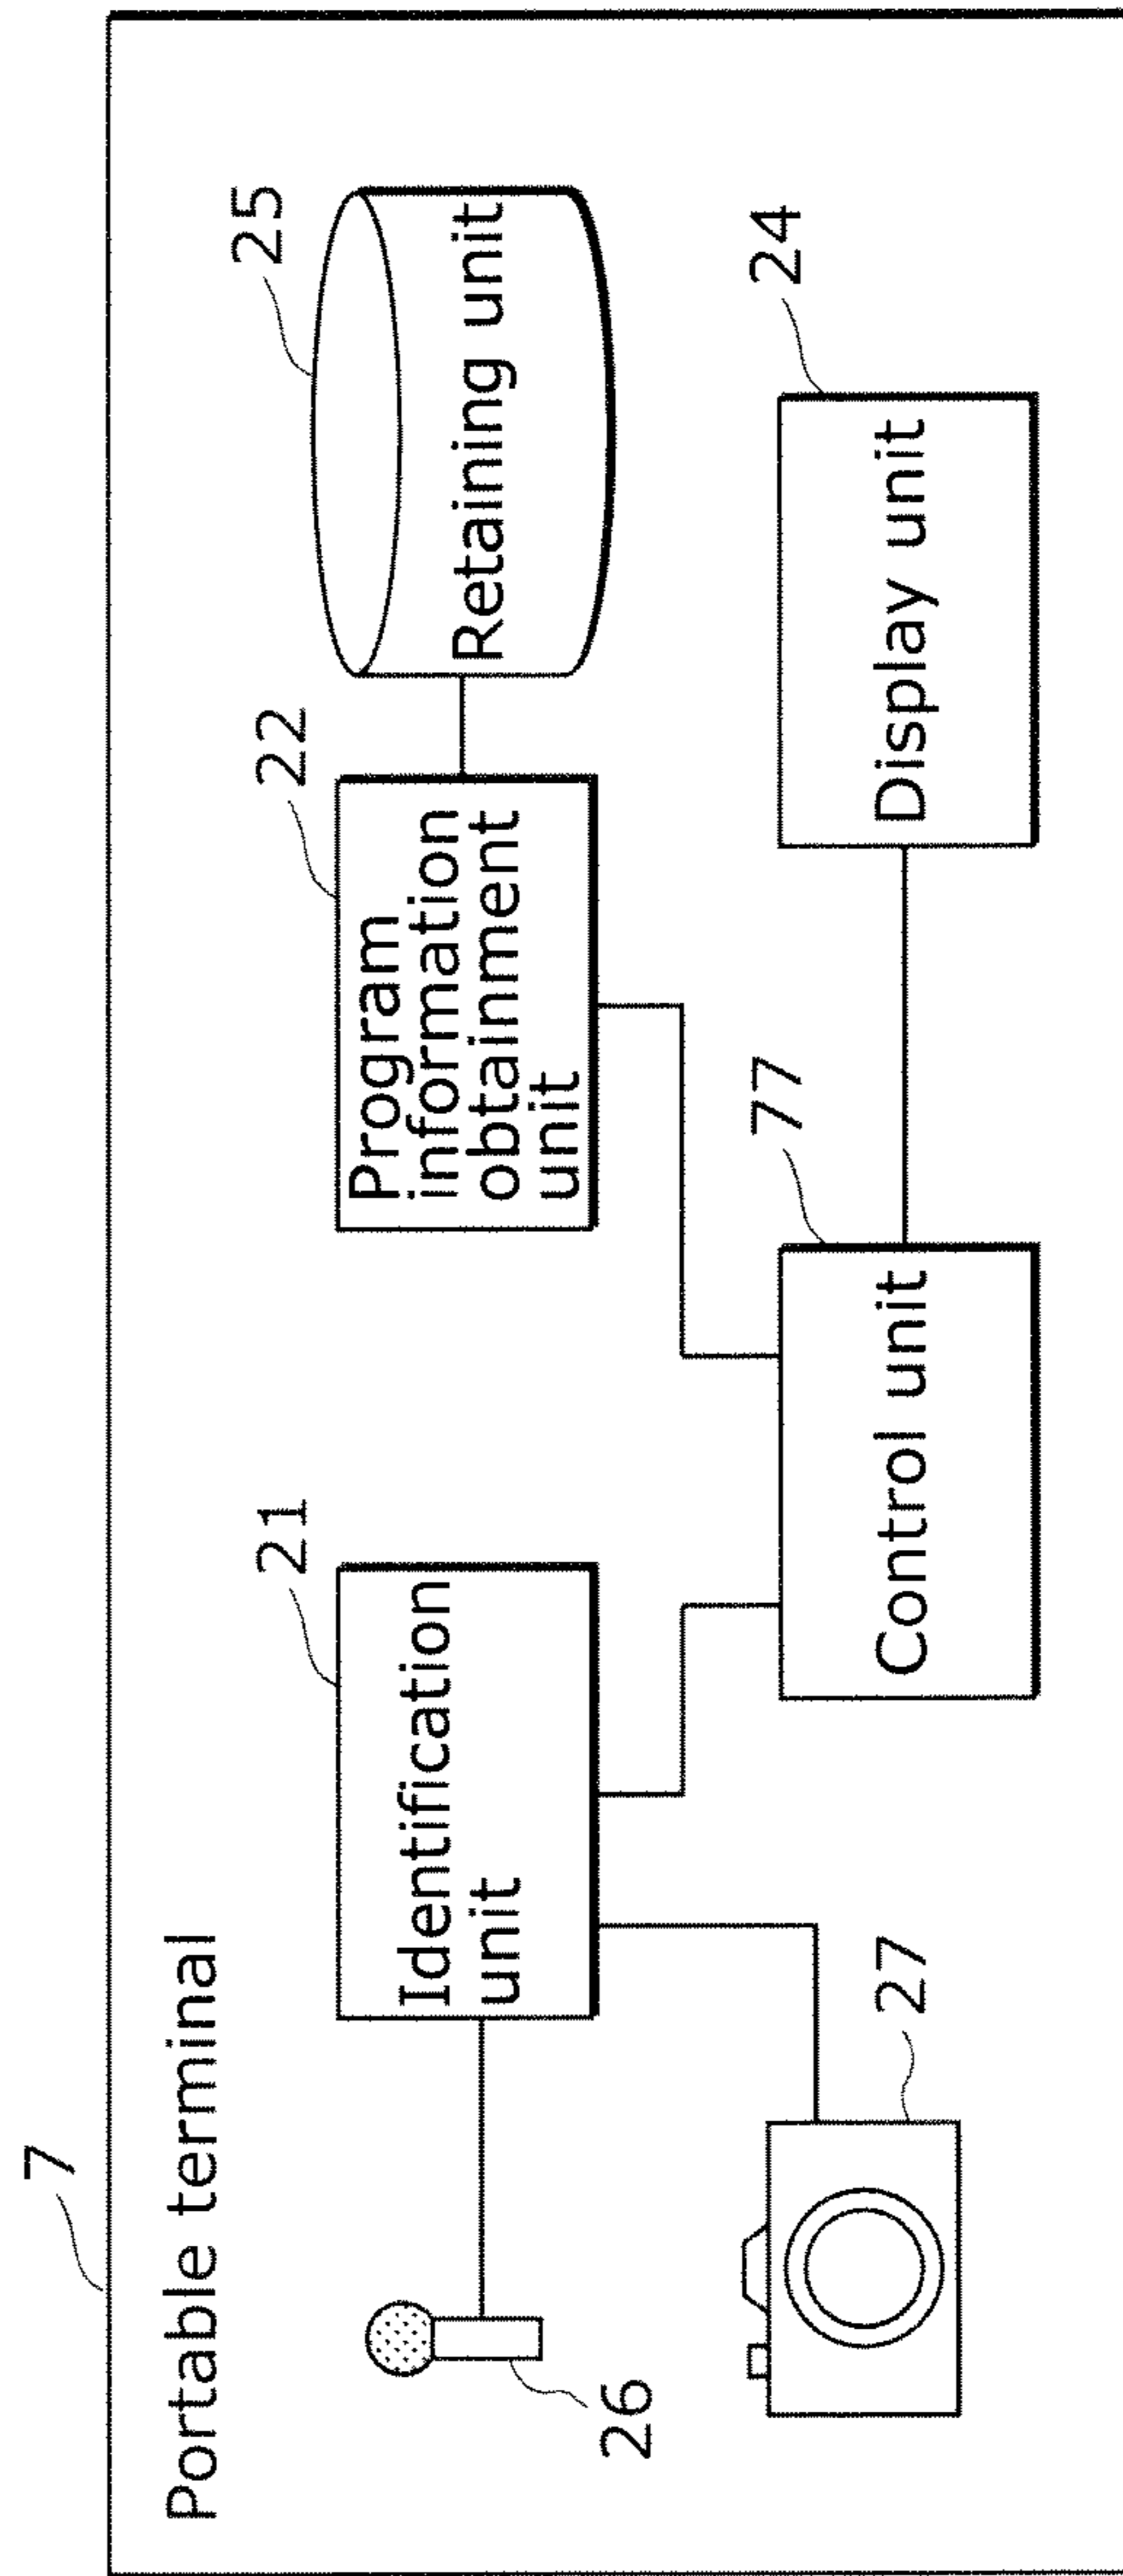 7
Portable terminal
21
22
25
Identification
unit
Program
information
obtainment
unit
Retaining unit
26
27
77
24
Control unit
Display unit